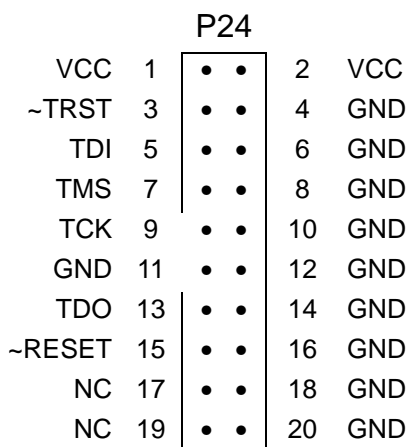 P24
VCC 1 • • 2 VCC
~TRST 3 • • 4 GND
TDI 5 • • 6 GND
TMS 7 • • 8 GND
TCK 9 • • 10 GND
GND 11 • • 12 GND
TDO 13 • • 14 GND
~RESET 15 • • 16 GND
NC 17 • • 18 GND
NC 19 • • 20 GND